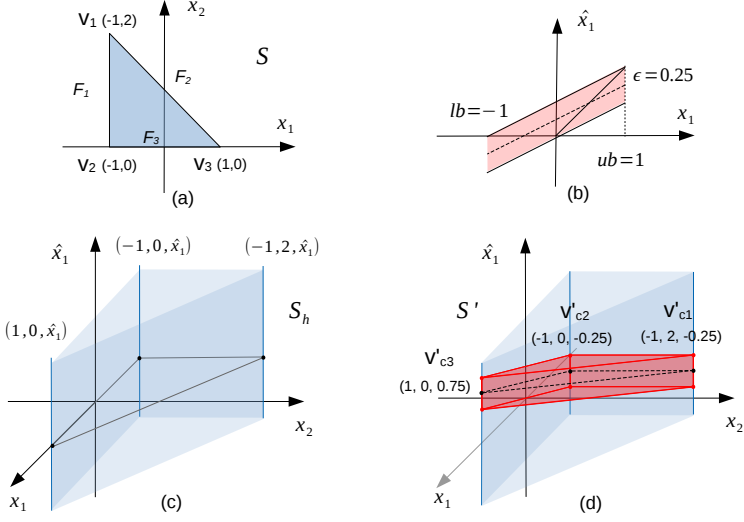 V₁ (-1,2)
x₂
S
F₁
F₂
F₃
x₁
V₂ (-1,0)
V₃ (1,0)
(a)
x̂₁
ϵ=0.25
lb=−1
x₁
ub=1
(b)
x̂₁
(−1,0,x̂₁)
(−1,2,x̂₁)
(1,0,x̂₁)
Sₕ
x₂
x₁
(c)
x̂₁
S'
V'c2
(-1, 0, -0.25)
V'c1
(-1, 2, -0.25)
V'c3
(1, 0, 0.75)
x₂
x₁
(d)